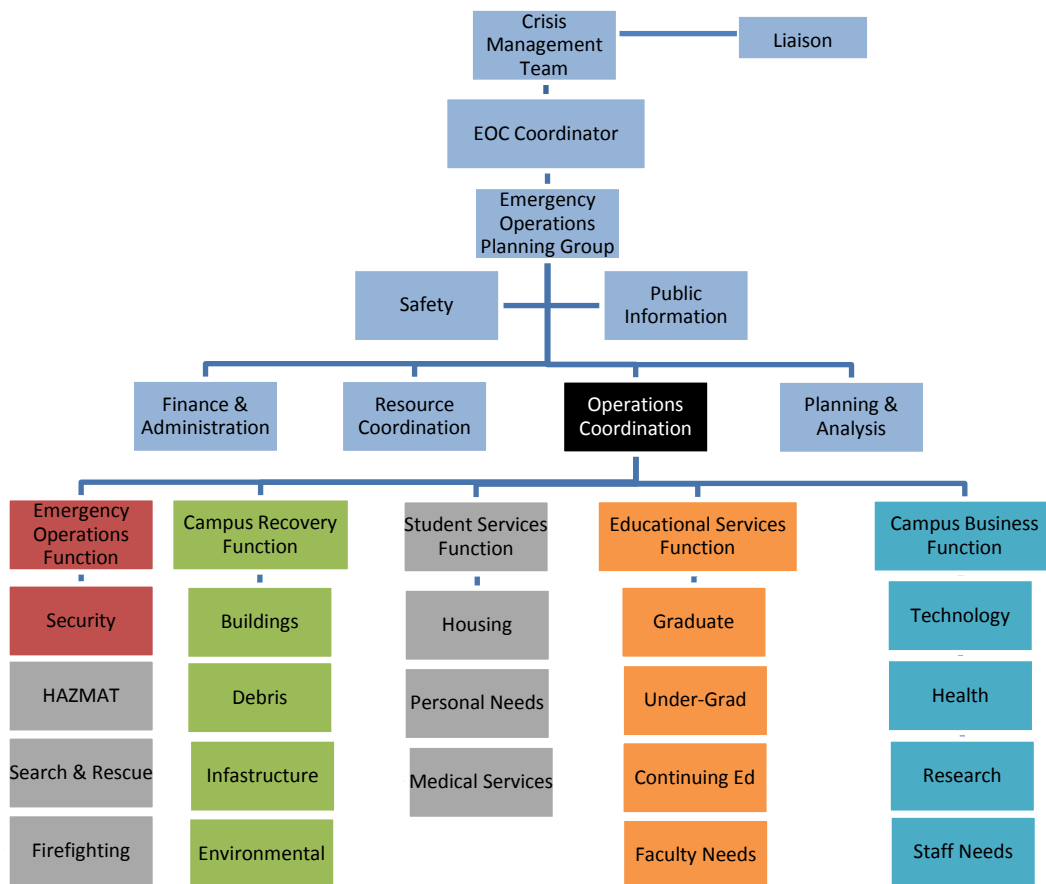 Crisis
Management
Team
Liaison
EOC Coordinator
Emergency
Operations
Planning Group
Safety
Public
Information
Finance &
Administration
Resource
Coordination
Operations
Coordination
Planning &
Analysis
Emergency
Operations
Function
Campus Recovery
Function
Student Services
Function
Educational Services
Function
Campus Business
Function
Security
Buildings
Housing
Graduate
Technology
HAZMAT
Debris
Personal Needs
Under-Grad
Health
Search & Rescue
Infastructure
Medical Services
Continuing Ed
Research
Firefighting
Environmental
Faculty Needs
Staff Needs